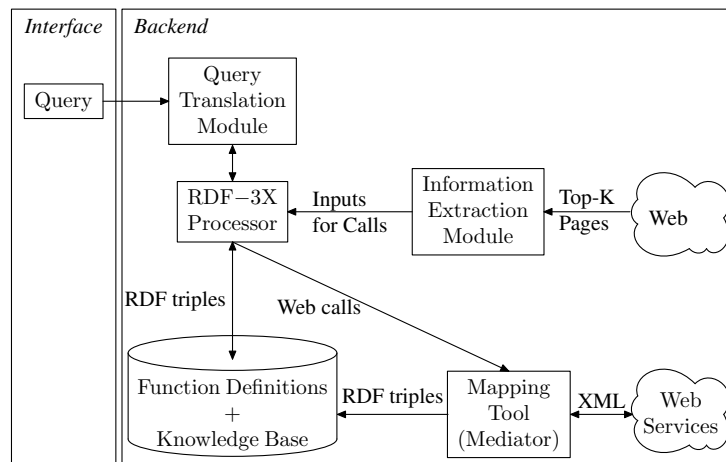 Interface
Backend
Query
Query
Translation
Module
RDF−3X
Processor
Inputs
for Calls
Information
Extraction
Module
Top-K
Pages
Web
RDF triples
Web calls
Function Definitions
+
Knowledge Base
RDF triples
Mapping
Tool
(Mediator)
XML
Web
Services